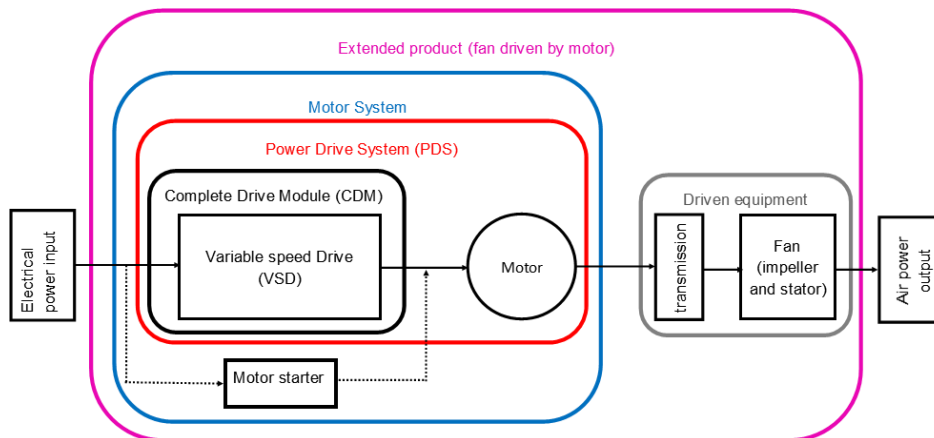 Extended product (fan driven by motor)
Motor System
Power Drive System (PDS)
Complete Drive Module (CDM)
Driven equipment
Electrical
power input
Variable speed Drive
(VSD)
Motor
transmission
Fan
(impeller
and stator)
Air power
output
Motor starter